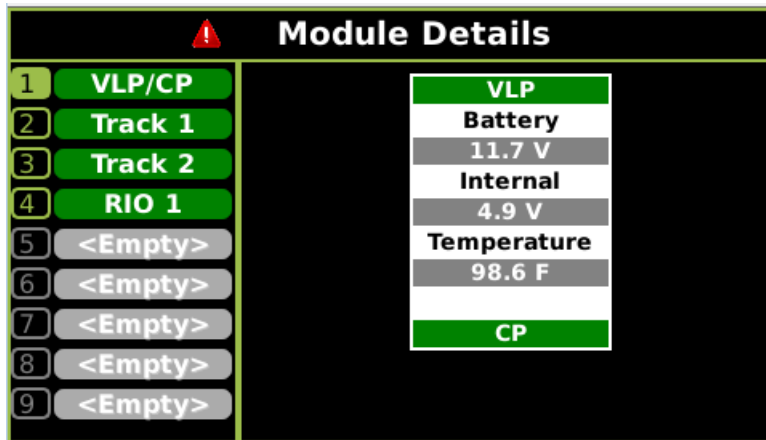 Module Details
1 VLP/CP
2 Track 1
3 Track 2
4 RIO 1
5 <Empty>
6 <Empty>
7 <Empty>
8 <Empty>
9 <Empty>
VLP
Battery
11.7 V
Internal
4.9 V
Temperature
98.6 F
CP